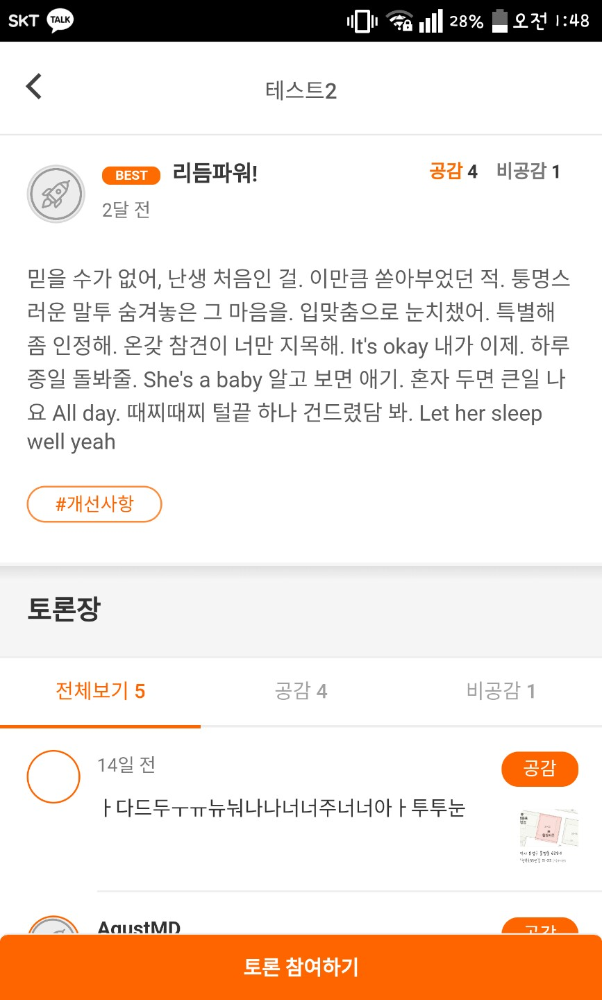 SKT TALK 28% 오전 1:48
테스트2
BEST 리듬파워! 공감 4 비공감 1
2달 전
믿을 수가 없어, 난생 처음인 걸. 이만큼 쏟아부었던 적. 퉁명스
러운 말투 숨겨놓은 그 마음을. 입맞춤으로 눈치챘어. 특별해
좀 인정해. 온갖 참견이 너만 지목해. It's okay 내가 이제. 하루
종일 돌봐줄. She's a baby 알고 보면 애기. 혼자 두면 큰일 나
요 All day. 때찌때찌 털끝 하나 건드렸담 봐. Let her sleep
well yeah
#개선사항
토론장
전체보기 5 공감 4 비공감 1
14일 전 공감
ㅏ다드두ㅜㅠ뉴눠나나너너주너너아ㅏ투투눈
AgustMD 공감
토론 참여하기